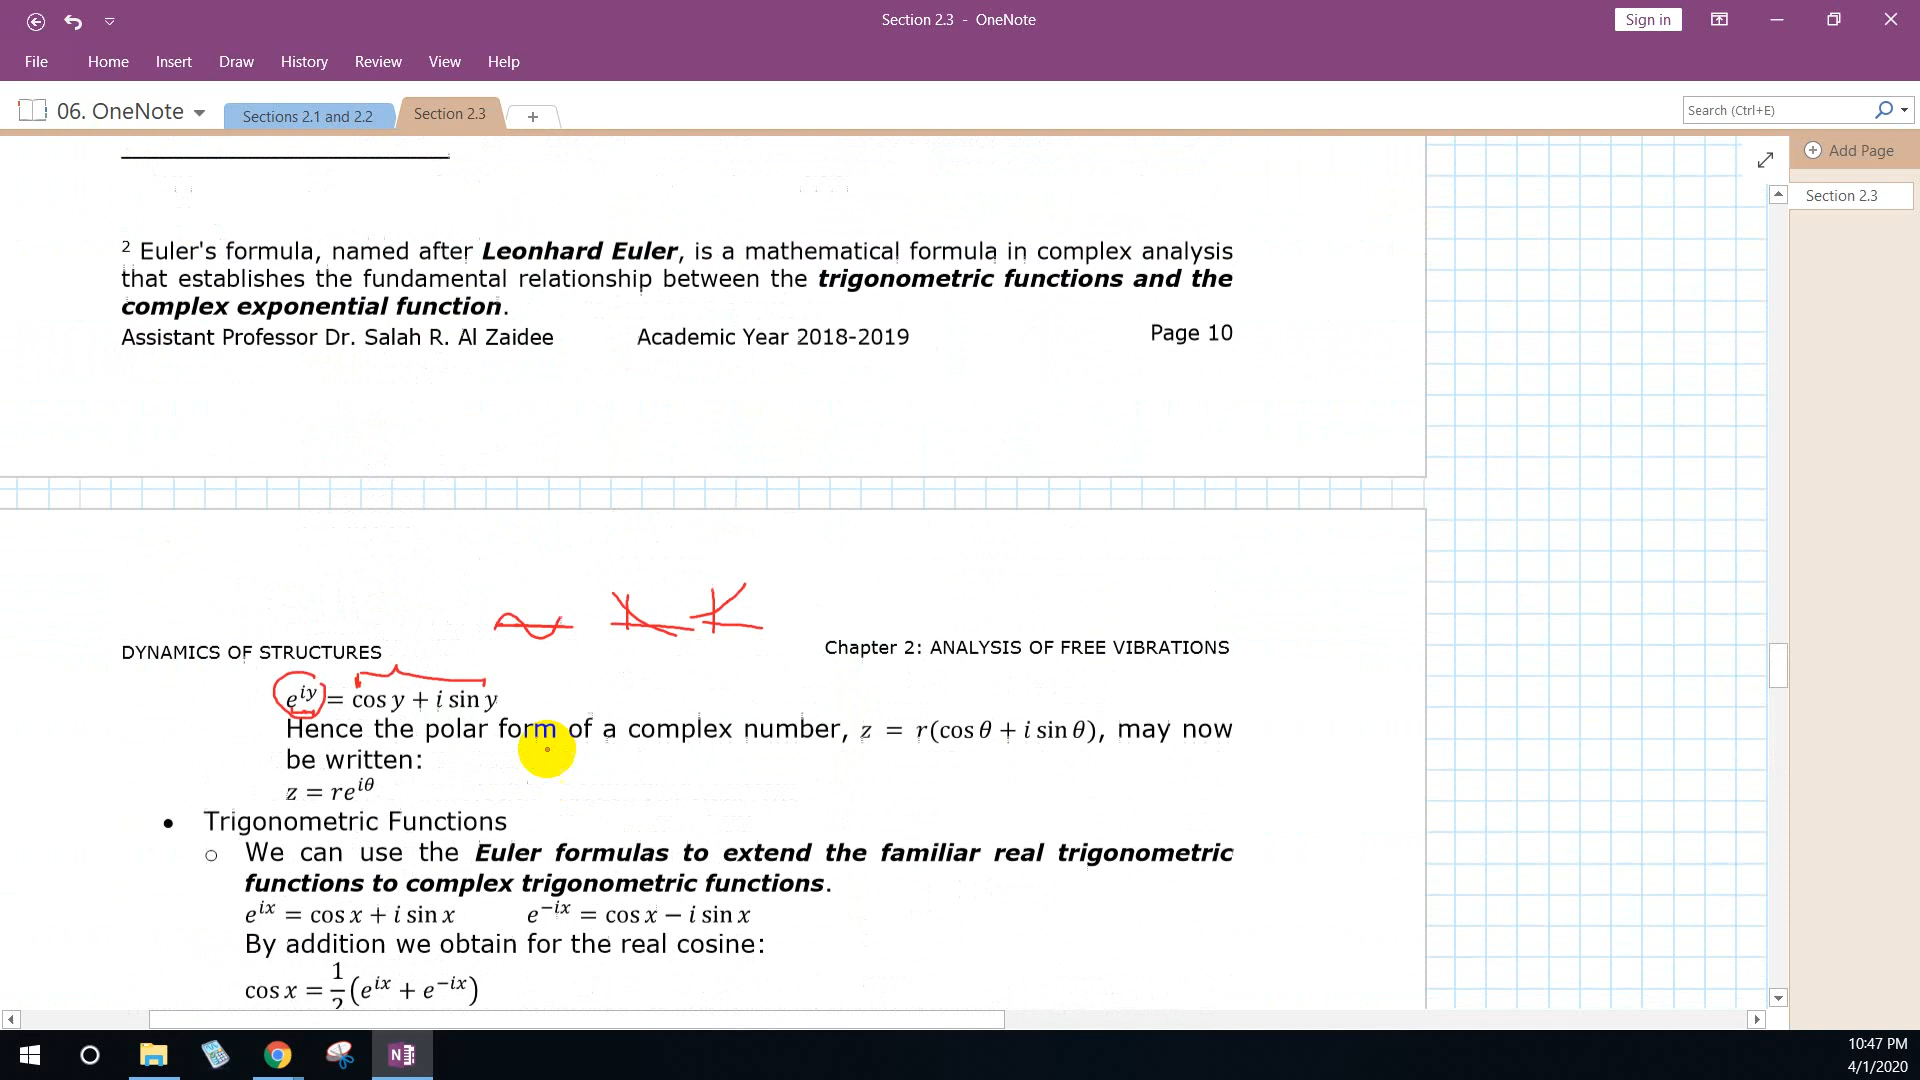 Section 2.3 - OneNote
Sign in
File Home Insert Draw History Review View Help
06. OneNote
Sections 2.1 and 2.2
Section 2.3
+
Search (Ctrl+E)
Add Page
Section 2.3
² Euler's formula, named after Leonhard Euler, is a mathematical formula in complex analysis
that establishes the fundamental relationship between the trigonometric functions and the
complex exponential function.
Assistant Professor Dr. Salah R. Al Zaidee Academic Year 2018-2019 Page 10
DYNAMICS OF STRUCTURES Chapter 2: ANALYSIS OF FREE VIBRATIONS
e^{iy} = cos y + i sin y
Hence the polar form of a complex number, z = r(cos θ + i sin θ), may now
be written:
z = re^{iθ}
• Trigonometric Functions
○ We can use the Euler formulas to extend the familiar real trigonometric
functions to complex trigonometric functions.
e^{ix} = cos x + i sin x e^{−ix} = cos x − i sin x
By addition we obtain for the real cosine:
cos x = 1/2 (e^{ix} + e^{−ix})
10:47 PM
4/1/2020